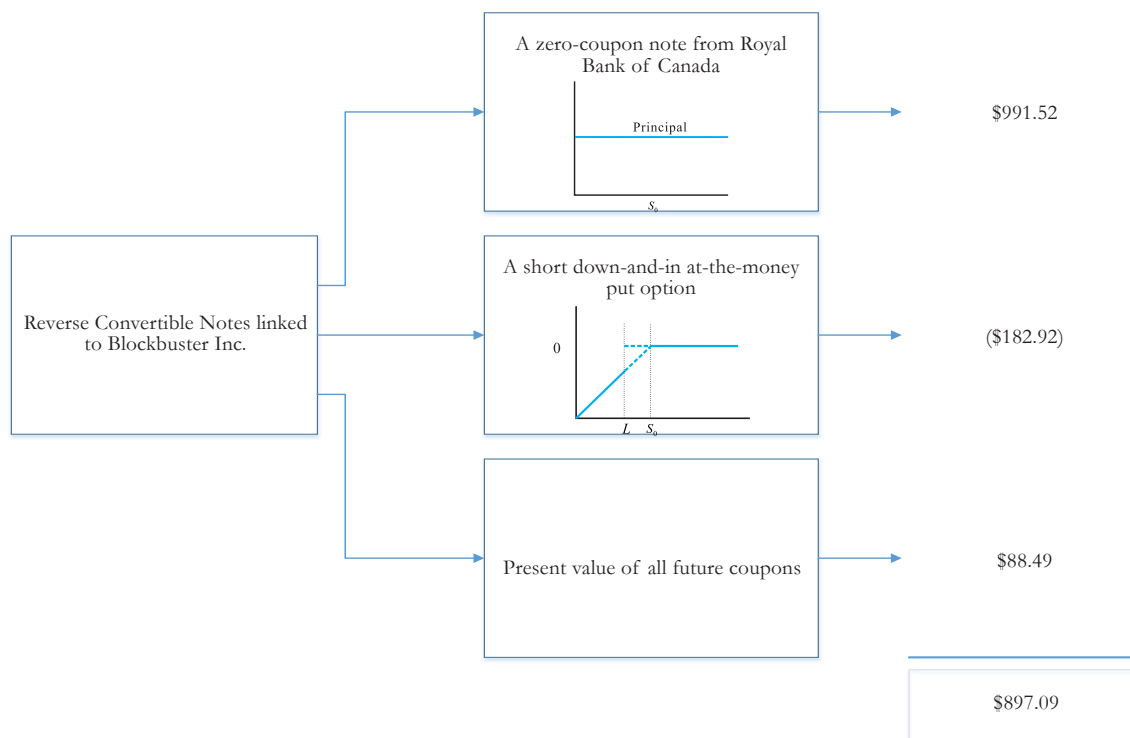 A zero-coupon note from Royal
Bank of Canada
Principal
S₀
$991.52
Reverse Convertible Notes linked
to Blockbuster Inc.
A short down-and-in at-the-money
put option
0
L S₀
($182.92)
Present value of all future coupons
$88.49
$897.09